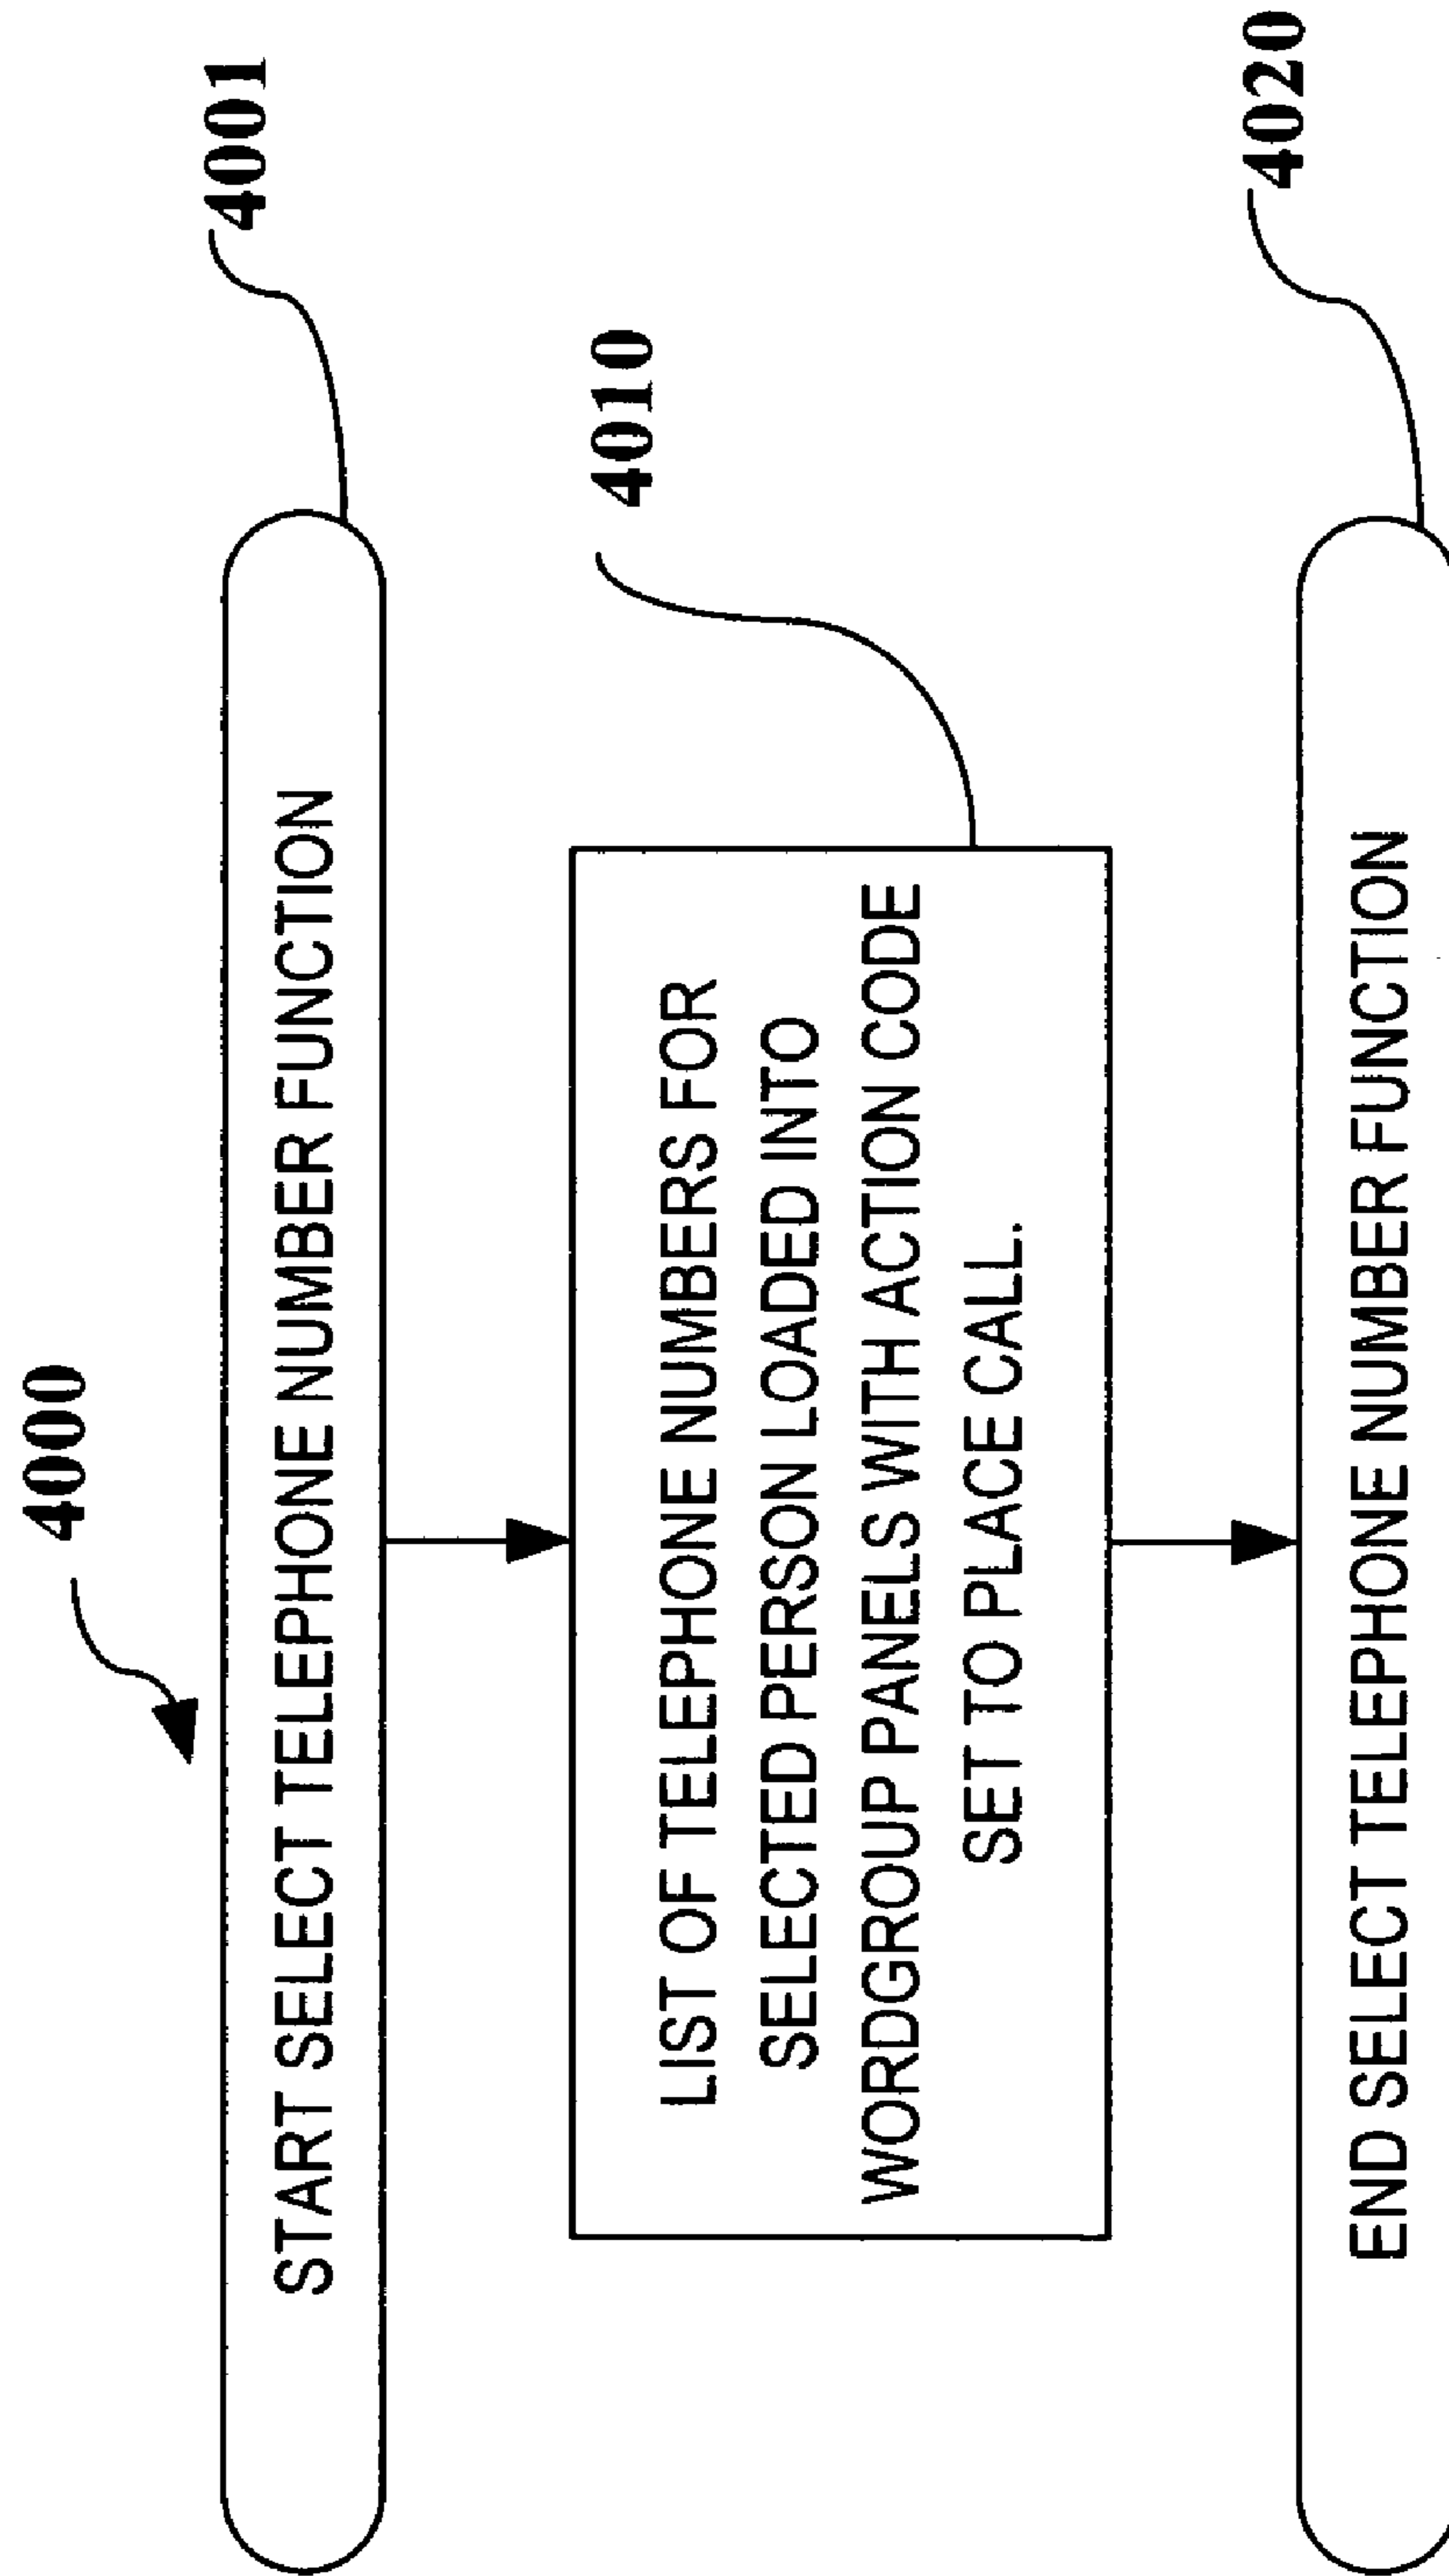 4000
START SELECT TELEPHONE NUMBER FUNCTION
4001
LIST OF TELEPHONE NUMBERS FOR
SELECTED PERSON LOADED INTO
WORDGROUP PANELS WITH ACTION CODE
SET TO PLACE CALL.
4010
END SELECT TELEPHONE NUMBER FUNCTION
4020